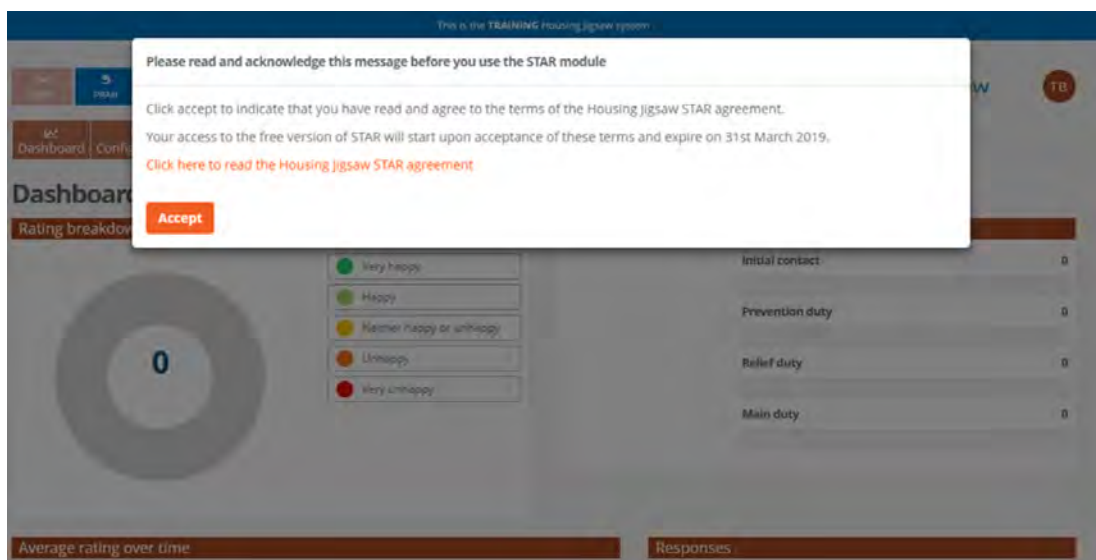 This is the TRAINING Housing Jigsaw system
Please read and acknowledge this message before you use the STAR module
Click accept to indicate that you have read and agree to the terms of the Housing Jigsaw STAR agreement.
Your access to the free version of STAR will start upon acceptance of these terms and expire on 31st March 2019.
Click here to read the Housing Jigsaw STAR agreement
Accept
TB
Dashboard
Dashboard
Rating breakdow
0
Very happy
Happy
Neither happy or unhappy
Unhappy
Very unhappy
Initial contact 0
Prevention duty 0
Relief duty 0
Main duty 0
Average rating over time
Responses